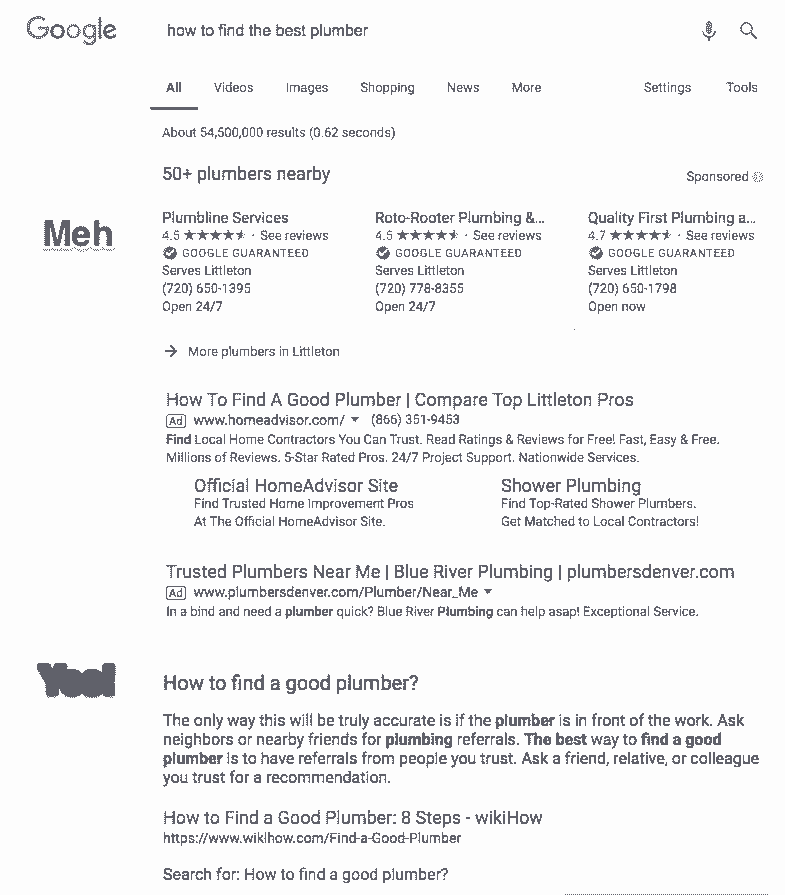 Google
how to find the best plumber
All Videos Images Shopping News More Settings Tools
About 54,500,000 results (0.62 seconds)
50+ plumbers nearby
Sponsored
Meh
Plumbline Services
4.5 ★★★★★ · See reviews
GOOGLE GUARANTEED
Serves Littleton
(720) 650-1395
Open 24/7
Roto-Rooter Plumbing &...
4.5 ★★★★★ · See reviews
GOOGLE GUARANTEED
Serves Littleton
(720) 778-8355
Open 24/7
Quality First Plumbing a...
4.7 ★★★★★ · See reviews
GOOGLE GUARANTEED
Serves Littleton
(720) 650-1798
Open now
→ More plumbers in Littleton
How To Find A Good Plumber | Compare Top Littleton Pros
Ad www.homeadvisor.com/ ▼ (866) 351-9453
Find Local Home Contractors You Can Trust. Read Ratings & Reviews for Free! Fast, Easy & Free.
Millions of Reviews. 5-Star Rated Pros. 24/7 Project Support. Nationwide Services.
Official HomeAdvisor Site
Find Trusted Home Improvement Pros
At The Official HomeAdvisor Site.
Shower Plumbing
Find Top-Rated Shower Plumbers.
Get Matched to Local Contractors!
Trusted Plumbers Near Me | Blue River Plumbing | plumbersdenver.com
Ad www.plumbersdenver.com/Plumber/Near_Me ▼
In a bind and need a plumber quick? Blue River Plumbing can help asap! Exceptional Service.
How to find a good plumber?
The only way this will be truly accurate is if the plumber is in front of the work. Ask
neighbors or nearby friends for plumbing referrals. The best way to find a good
plumber is to have referrals from people you trust. Ask a friend, relative, or colleague
you trust for a recommendation.
How to Find a Good Plumber: 8 Steps - wikiHow
https://www.wikihow.com/Find-a-Good-Plumber
Search for: How to find a good plumber?